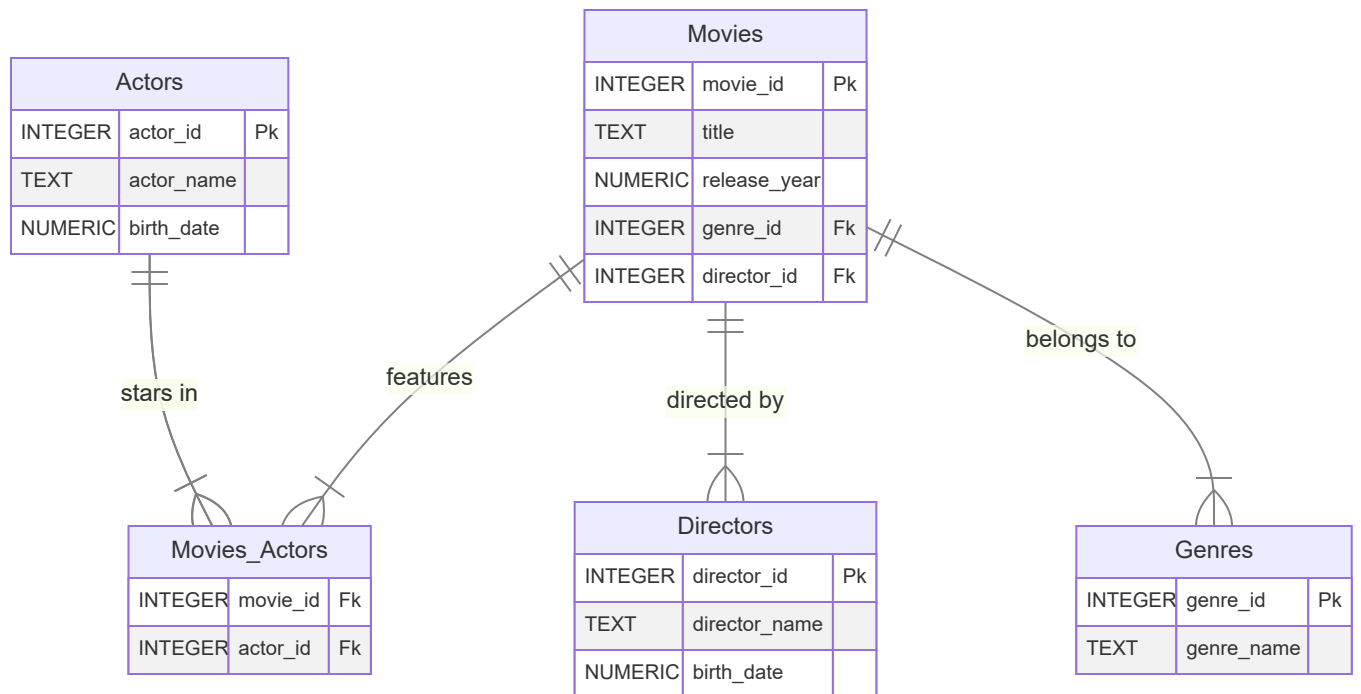 Actors
INTEGER actor_id Pk
TEXT actor_name
NUMERIC birth_date
Movies
INTEGER movie_id Pk
TEXT title
NUMERIC release_year
INTEGER genre_id Fk
INTEGER director_id Fk
stars in
features
directed by
belongs to
Movies_Actors
INTEGER movie_id Fk
INTEGER actor_id Fk
Directors
INTEGER director_id Pk
TEXT director_name
NUMERIC birth_date
Genres
INTEGER genre_id Pk
TEXT genre_name